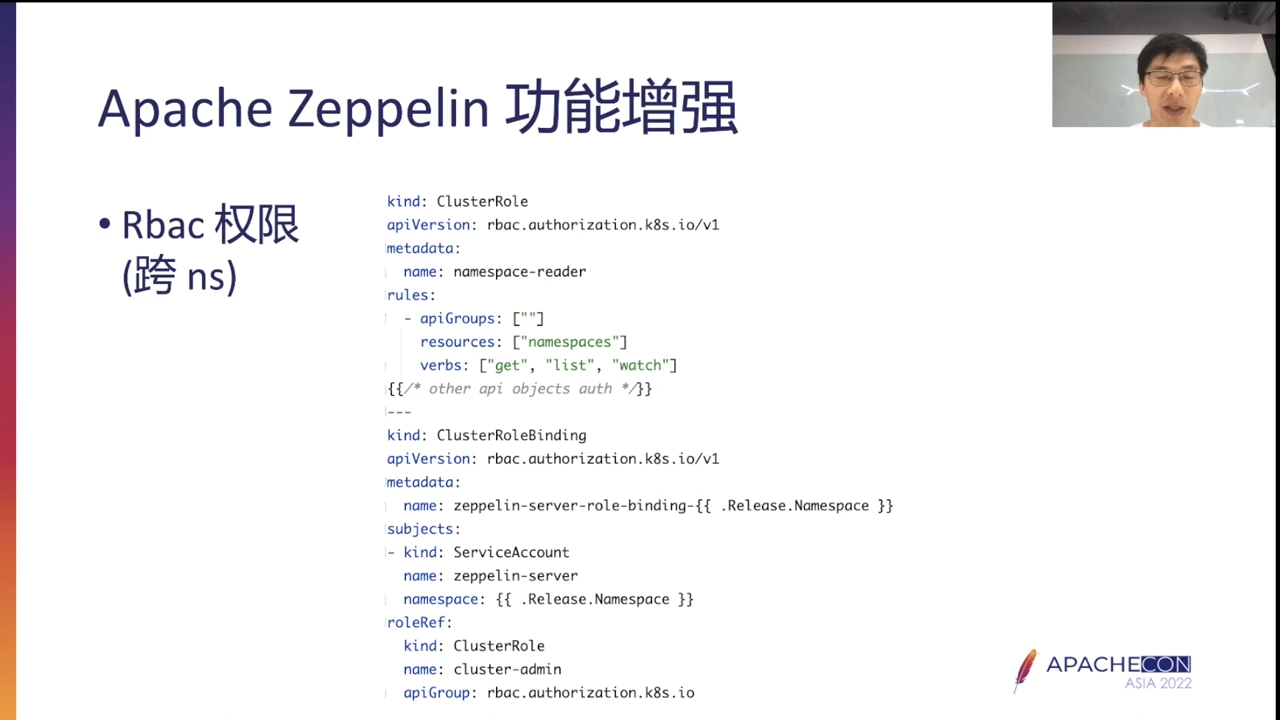 Apache Zeppelin 功能增强
• Rbac 权限
(跨 ns)
kind: ClusterRole
apiVersion: rbac.authorization.k8s.io/v1
metadata:
  name: namespace-reader
rules:
  - apiGroups: [""]
    resources: ["namespaces"]
    verbs: ["get", "list", "watch"]
{{/* other api objects auth */}}
---
kind: ClusterRoleBinding
apiVersion: rbac.authorization.k8s.io/v1
metadata:
  name: zeppelin-server-role-binding-{{ .Release.Namespace }}
subjects:
- kind: ServiceAccount
  name: zeppelin-server
  namespace: {{ .Release.Namespace }}
roleRef:
  kind: ClusterRole
  name: cluster-admin
  apiGroup: rbac.authorization.k8s.io
APACHECON
ASIA 2022